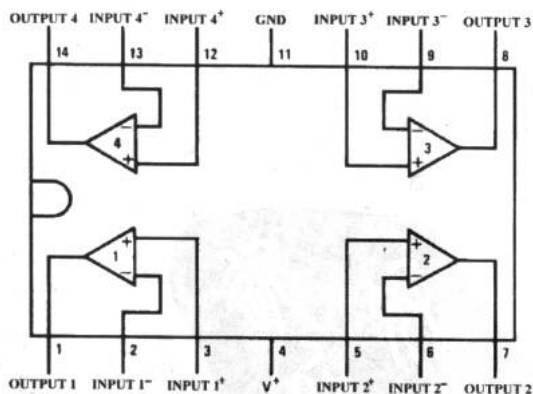 OUTPUT 4 INPUT 4⁻ INPUT 4⁺ GND INPUT 3⁺ INPUT 3⁻ OUTPUT 3
14 13 12 11 10 9 8
− −
4 3
+ +
+ +
1 2
− −
1 2 3 4 5 6 7
OUTPUT 1 INPUT 1⁻ INPUT 1⁺ V⁺ INPUT 2⁺ INPUT 2⁻ OUTPUT 2